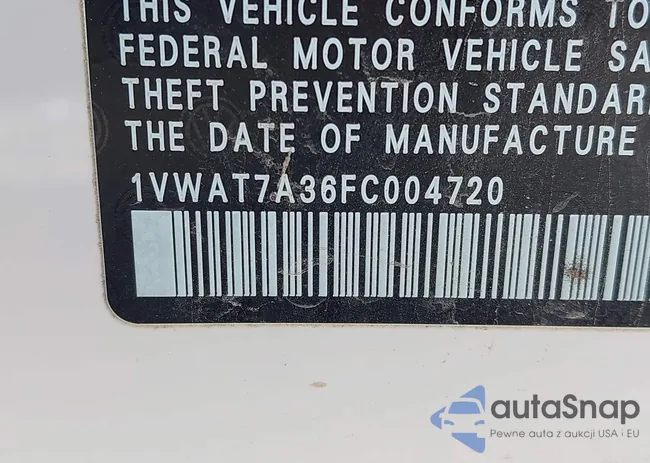 THIS VEHICLE CONFORMS TO
FEDERAL MOTOR VEHICLE SA
THEFT PREVENTION STANDAR
THE DATE OF MANUFACTURE
1VWAT7A36FC004720
autoSnap
Pewne auta z aukcji USA i EU